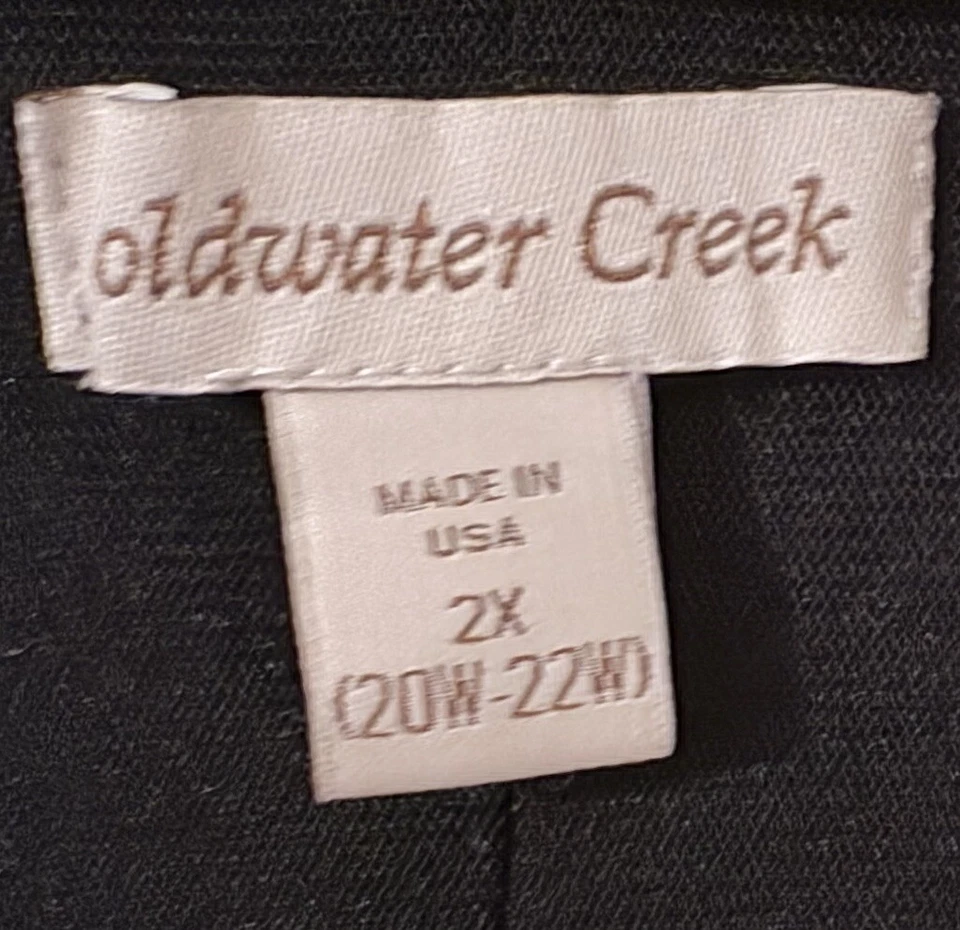 oldwater Creek
MADE IN
USA
2X
(20W-22W)